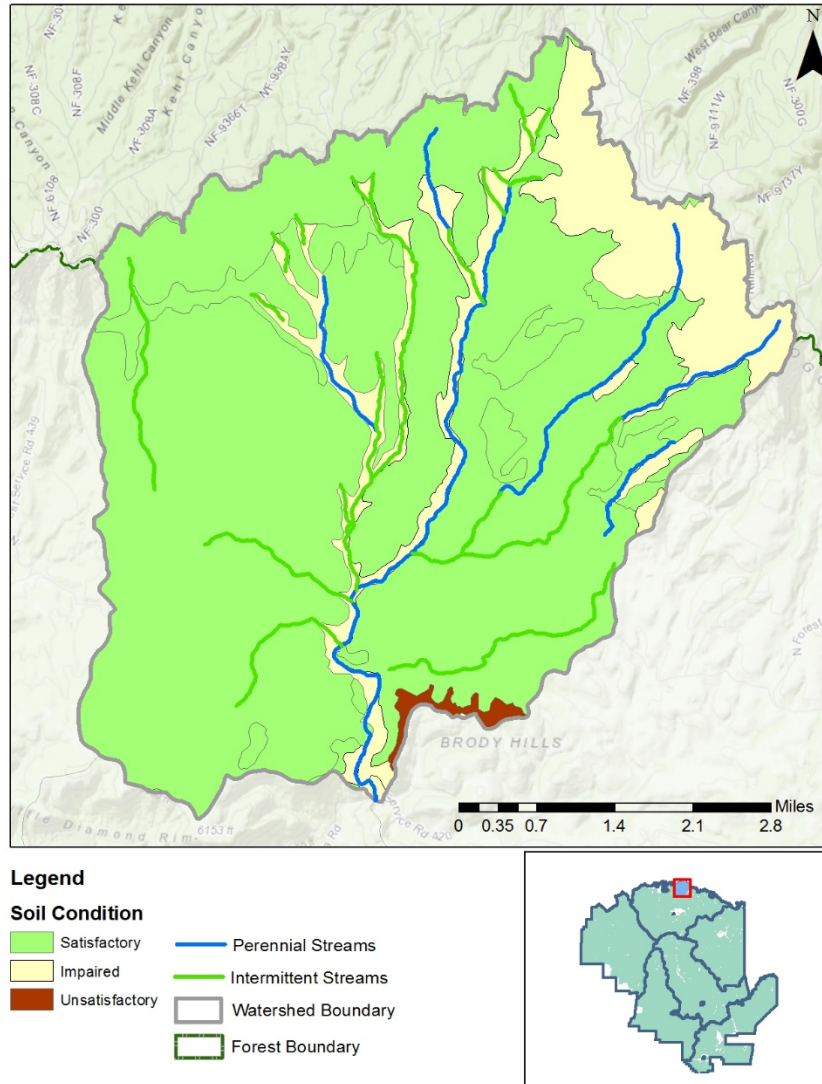 N
West Bear Canyon
NF-398
NF-9711W
NF-300G
NF-9737Y
Middle Kehl Canyon
Kehl Canyon
NF-308C
NF-308F
NF-308A
NF-9366T
NF-938AY
Canyon
NF-6108
NF-300
Service Rd 439
N Forest
BRODY HILLS
Diamond Rim
6153 ft
Service Rd 420
Miles
0 0.35 0.7 1.4 2.1 2.8
Legend
Soil Condition
Satisfactory
Impaired
Unsatisfactory
Perennial Streams
Intermittent Streams
Watershed Boundary
Forest Boundary